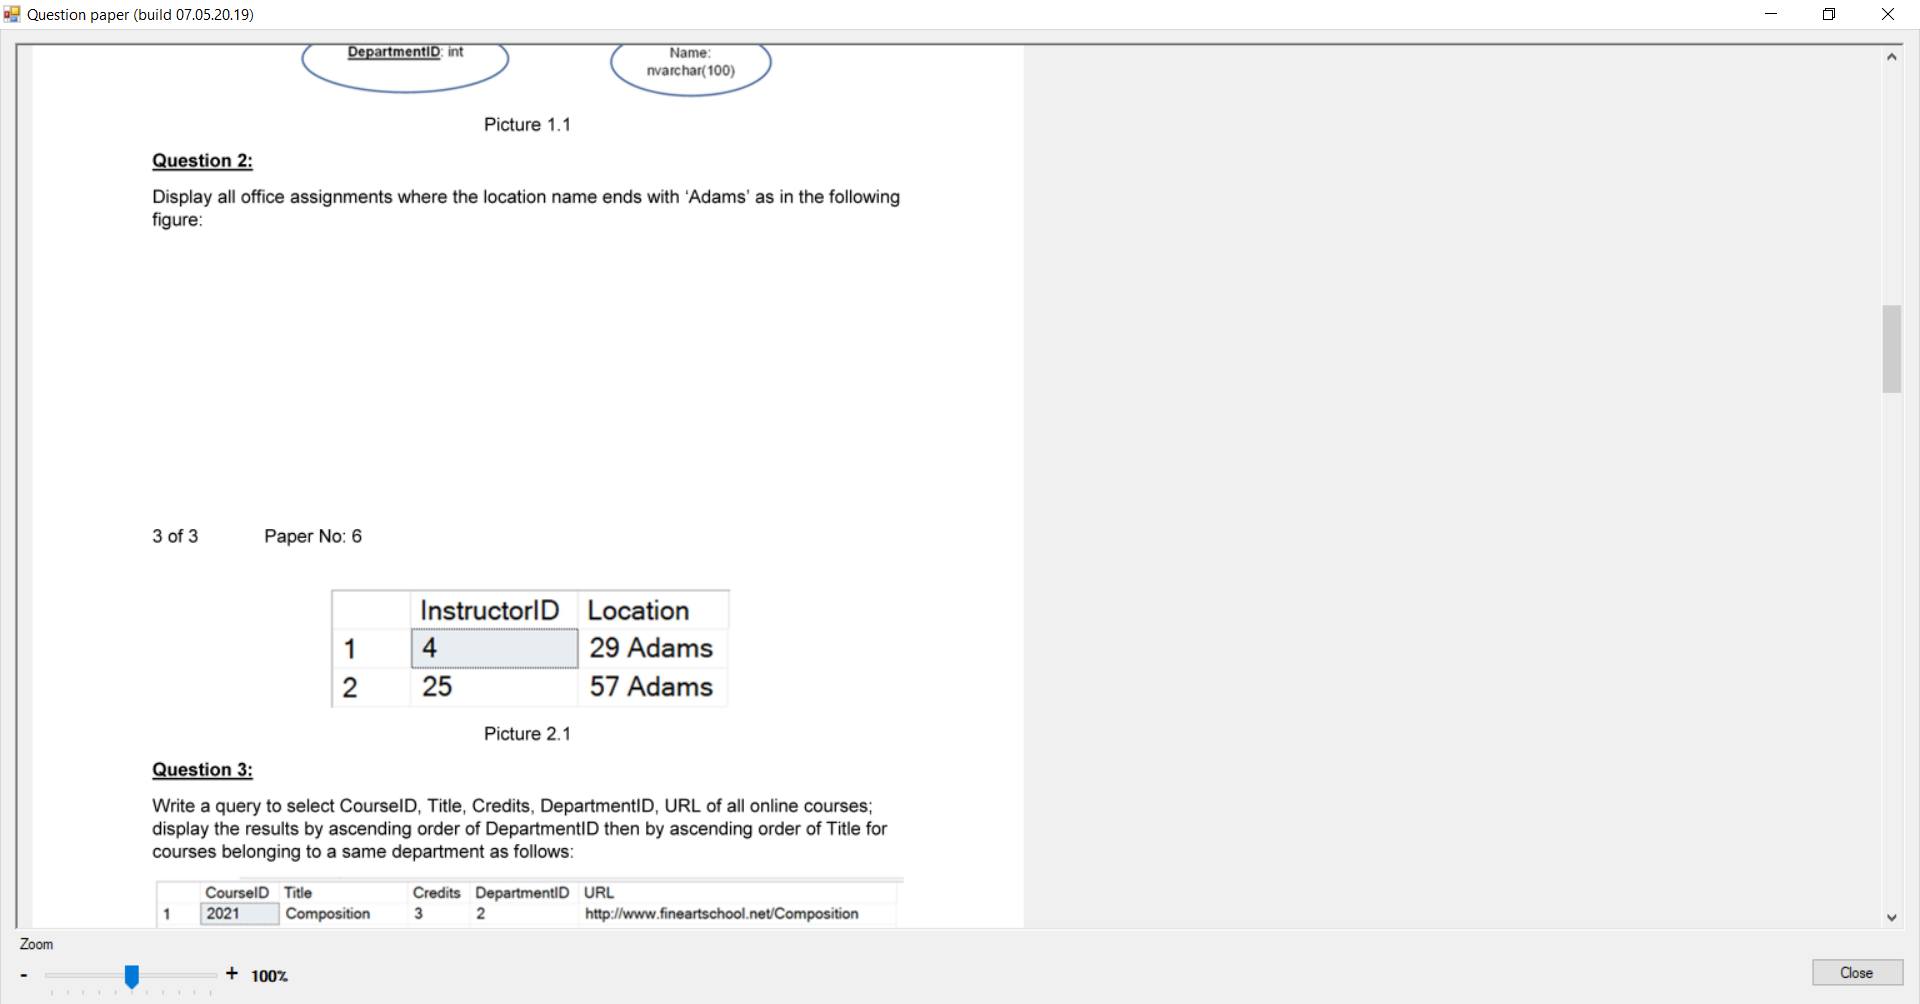 Question paper (build 07.05.20.19)
DepartmentID: int
Name:
nvarchar(100)
Picture 1.1
Question 2:
Display all office assignments where the location name ends with ‘Adams’ as in the following
figure:
3 of 3 Paper No: 6
InstructorID Location
1 4 29 Adams
2 25 57 Adams
Picture 2.1
Question 3:
Write a query to select CourseID, Title, Credits, DepartmentID, URL of all online courses;
display the results by ascending order of DepartmentID then by ascending order of Title for
courses belonging to a same department as follows:
CourseID Title Credits DepartmentID URL
1 2021 Composition 3 2 http://www.fineartschool.net/Composition
Zoom
- + 100%
Close